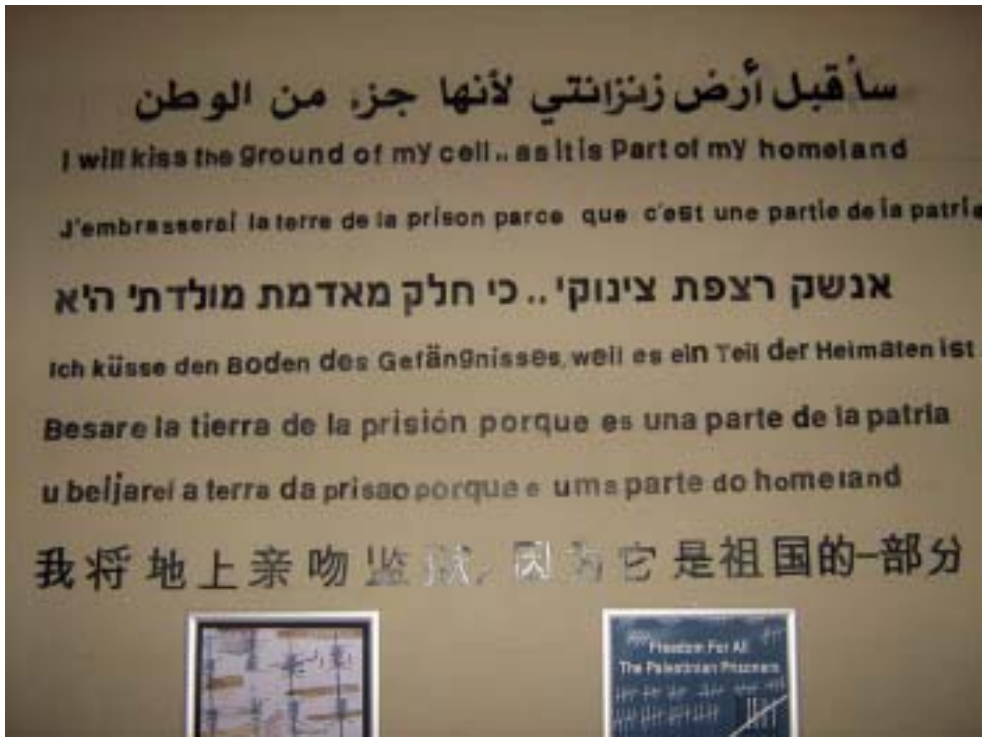 سأقبل أرض زنزانتي لأنها جزء من الوطن
I will kiss the ground of my cell.. as it is Part of my homeland
J'embrasserai la terre de la prison parce que c'est une partie de la patrie
אנשק רצפת צינוקי.. כי חלק מאדמת מולדתי היא
Ich küsse den Boden des Gefängnisses, weil es ein Teil der Heimaten ist.
Besare la tierra de la prisión porque es una parte de la patria
u beijarei a terra da prisao porque e uma parte do homeland
我将地上亲吻监狱，因为它是祖国的一部分
Freedom For All
The Palestinian Prisoners